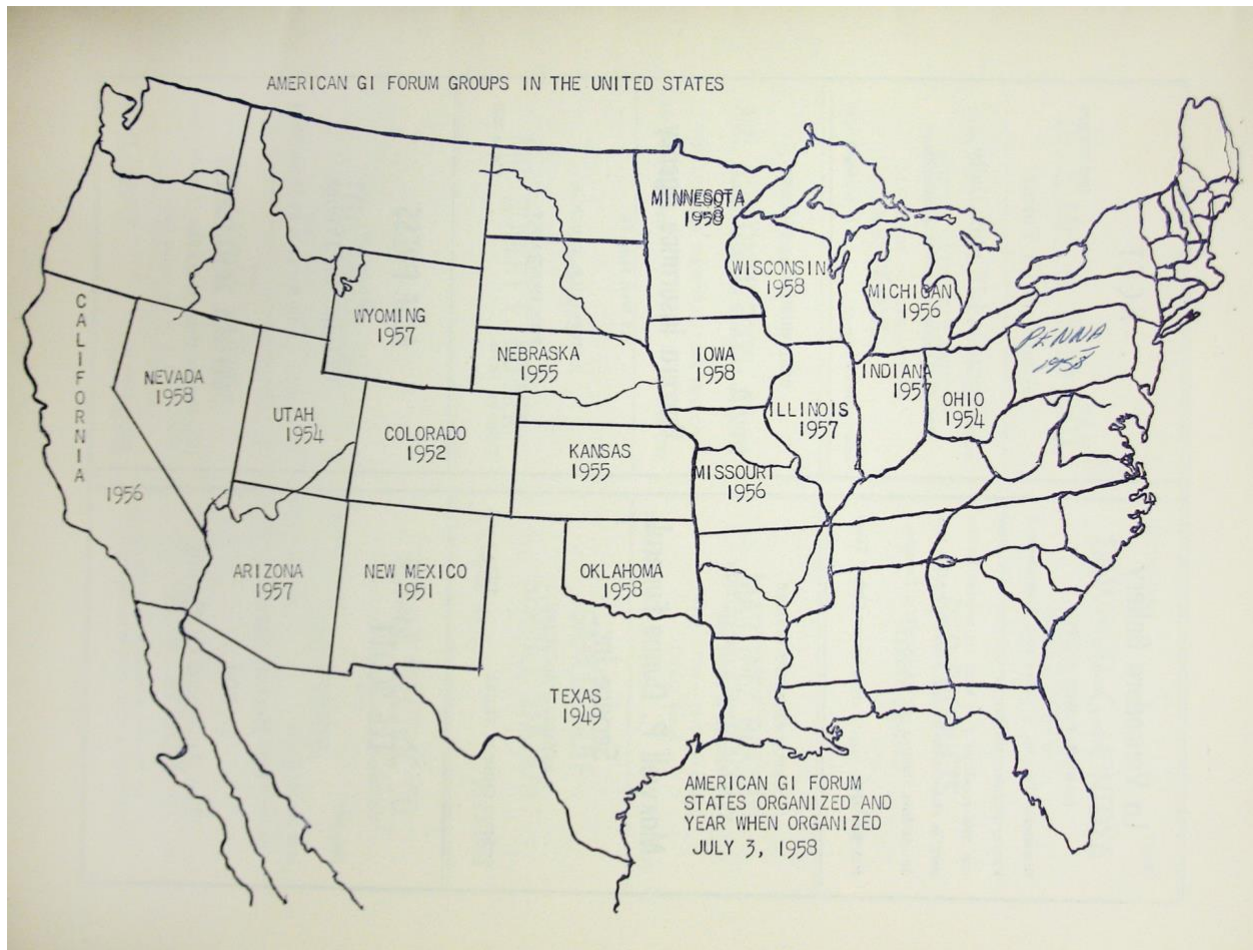 AMERICAN GI FORUM GROUPS IN THE UNITED STATES
MINNESOTA
1958
WISCONSIN
1958
MICHIGAN
1956
CALIFORNIA
1956
WYOMING
1957
NEBRASKA
1955
IOWA
1958
PENNA
1958
NEVADA
1958
UTAH
1954
COLORADO
1952
KANSAS
1955
ILLINOIS
1957
INDIANA
1957
OHIO
1954
MISSOURI
1956
ARIZONA
1957
NEW MEXICO
1951
OKLAHOMA
1958
TEXAS
1949
AMERICAN GI FORUM
STATES ORGANIZED AND
YEAR WHEN ORGANIZED
JULY 3, 1958